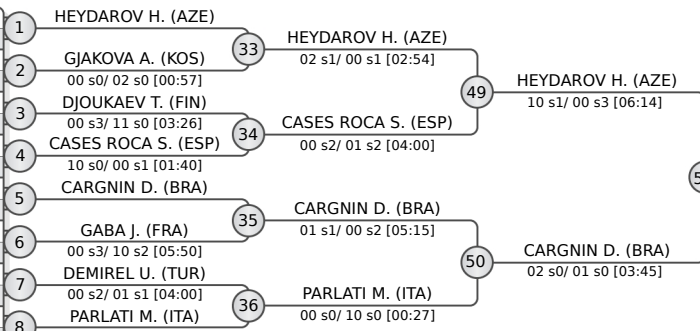 1
HEYDAROV H. (AZE)
33
HEYDAROV H. (AZE)
02 s1/ 00 s1 [02:54]
2
GJAKOVA A. (KOS)
00 s0/ 02 s0 [00:57]
49
HEYDAROV H. (AZE)
10 s1/ 00 s3 [06:14]
3
DJOUKAEV T. (FIN)
00 s3/ 11 s0 [03:26]
34
CASES ROCA S. (ESP)
00 s2/ 01 s2 [04:00]
4
CASES ROCA S. (ESP)
10 s0/ 00 s1 [01:40]
5
CARGNIN D. (BRA)
35
CARGNIN D. (BRA)
01 s1/ 00 s2 [05:15]
6
GABA J. (FRA)
00 s3/ 10 s2 [05:50]
50
CARGNIN D. (BRA)
02 s0/ 01 s0 [03:45]
7
DEMIREL U. (TUR)
00 s2/ 01 s1 [04:00]
36
PARLATI M. (ITA)
00 s0/ 10 s0 [00:27]
8
PARLATI M. (ITA)